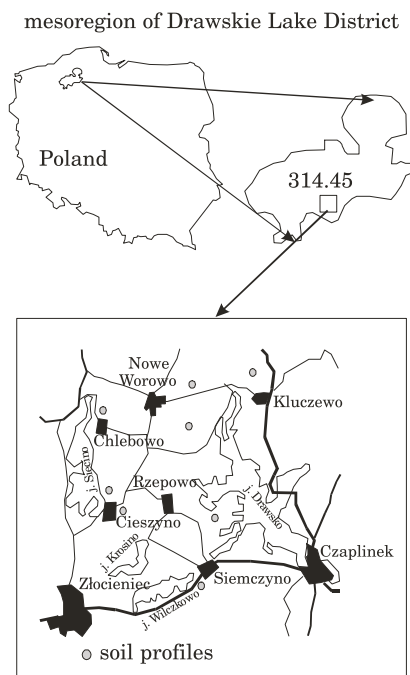 mesoregion of Drawskie Lake District
Poland
314.45
Nowe
Worowo
Kluczewo
Chlebowo
j. Siecino
Rzepowo
j. Drawsko
Cieszyno
j. Krosino
Czaplinek
Złocieniec
Siemczyno
j. Wilczkowo
soil profiles